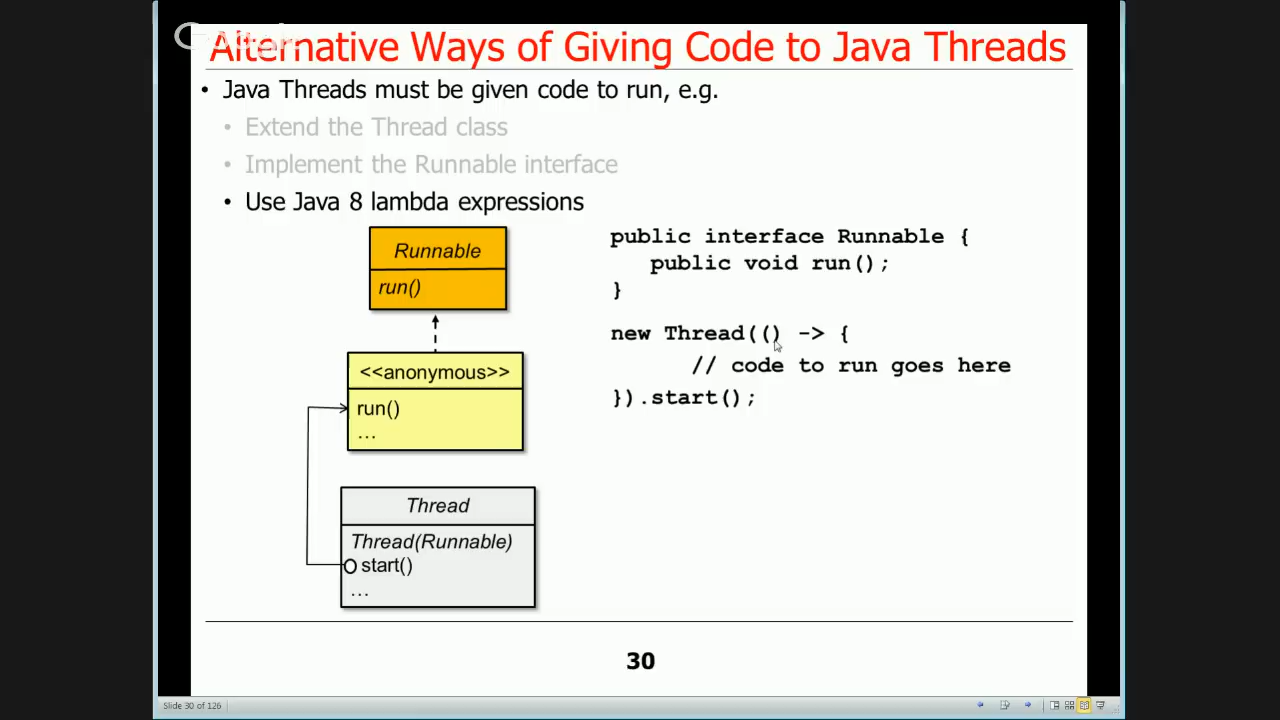 Google
Alternative Ways of Giving Code to Java Threads
• Java Threads must be given code to run, e.g.
• Extend the Thread class
• Implement the Runnable interface
• Use Java 8 lambda expressions
Runnable
run()
<<anonymous>>
run()
…
Thread
Thread(Runnable)
start()
…
public interface Runnable {
public void run();
}
new Thread(() -> {
// code to run goes here
}).start();
30
Slide 30 of 126